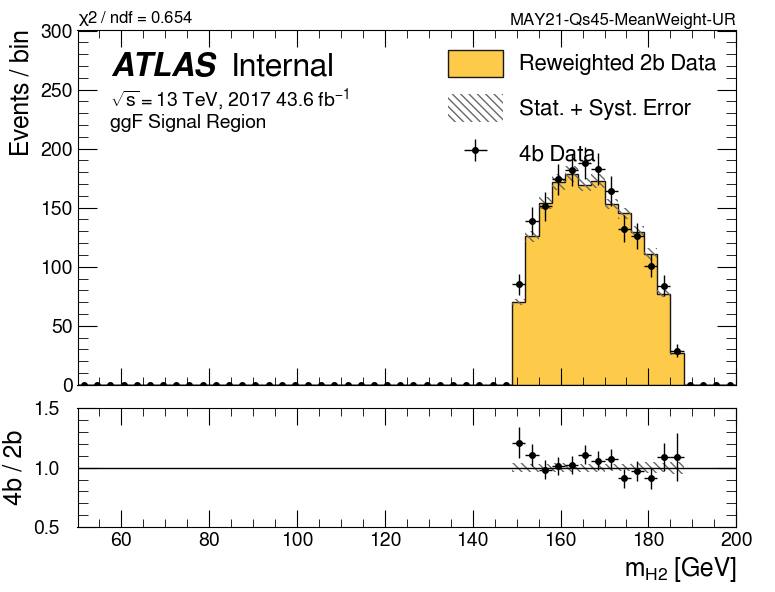 χ² / ndf = 0.654
MAY21-Qs45-MeanWeight-UR
Events / bin
300
250
200
150
100
50
0
ATLAS Internal
√s = 13 TeV, 2017 43.6 fb⁻¹
ggF Signal Region
Reweighted 2b Data
Stat. + Syst. Error
4b Data
4b / 2b
1.5
1.0
0.5
60 80 100 120 140 160 180 200
m_H2 [GeV]